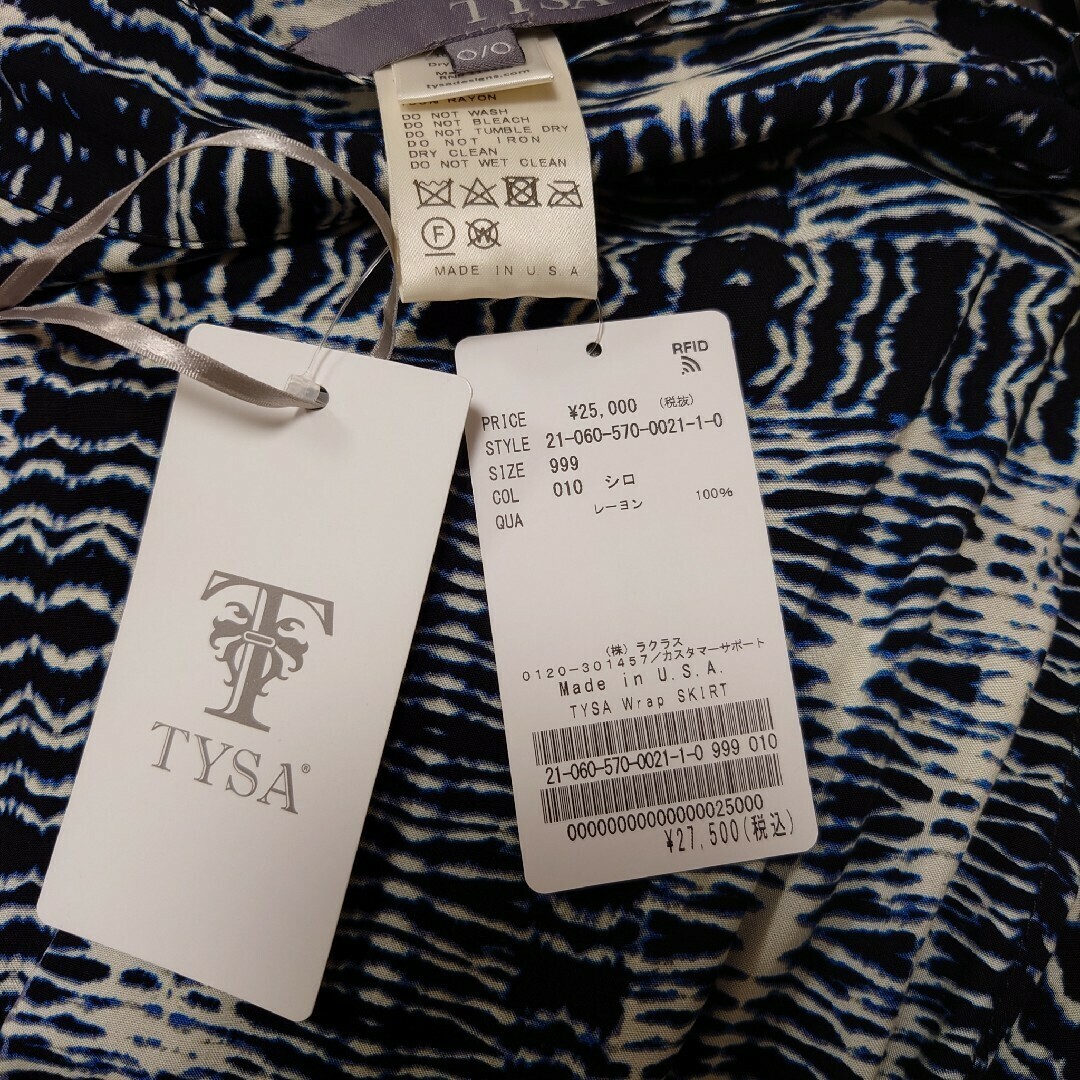 TYSA
0/0
tysadesigns.com
RAYON
DO NOT WASH
DO NOT BLEACH
DO NOT TUMBLE DRY
DO NOT IRON
DRY CLEAN
DO NOT WET CLEAN
F
W
MADE IN U S A
T
TYSA®
RFID
PRICE ¥25,000 (税抜)
STYLE 21-060-570-0021-1-0
SIZE 999
COL 010 シロ
QUA レーヨン 100%
(株) ラクラス
0120-301457/カスタマーサポート
Made in U.S.A.
TYSA Wrap SKIRT
21-060-570-0021-1-0 999 010
000000000000000025000
¥27,500(税込)